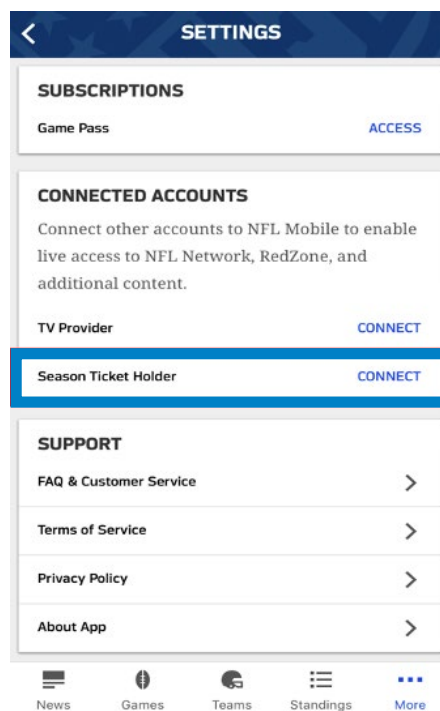 SETTINGS
SUBSCRIPTIONS
Game Pass ACCESS
CONNECTED ACCOUNTS
Connect other accounts to NFL Mobile to enable
live access to NFL Network, RedZone, and
additional content.
TV Provider CONNECT
Season Ticket Holder CONNECT
SUPPORT
FAQ & Customer Service
Terms of Service
Privacy Policy
About App
News Games Teams Standings More